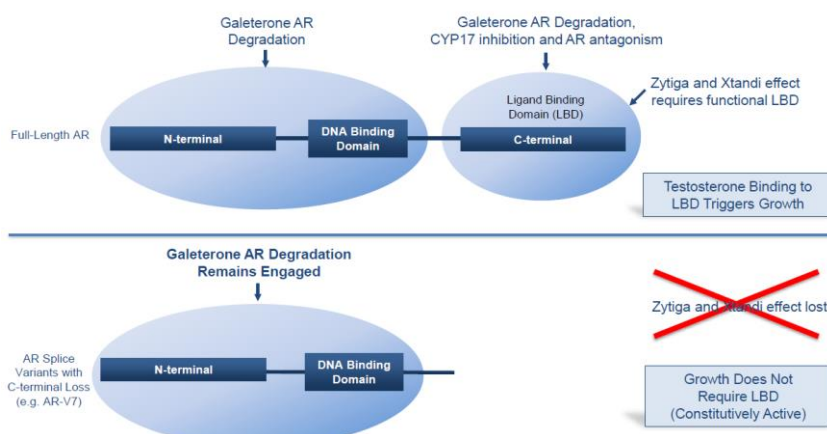 Galeterone AR
Degradation
Galeterone AR Degradation,
CYP17 inhibition and AR antagonism
Zytiga and Xtandi effect
requires functional LBD
Ligand Binding
Domain (LBD)
Full-Length AR
N-terminal
DNA Binding
Domain
C-terminal
Testosterone Binding to
LBD Triggers Growth
Galeterone AR Degradation
Remains Engaged
Zytiga and Xtandi effect lost
AR Splice
Variants with
C-terminal Loss
(e.g. AR-V7)
N-terminal
DNA Binding
Domain
Growth Does Not
Require LBD
(Constitutively Active)